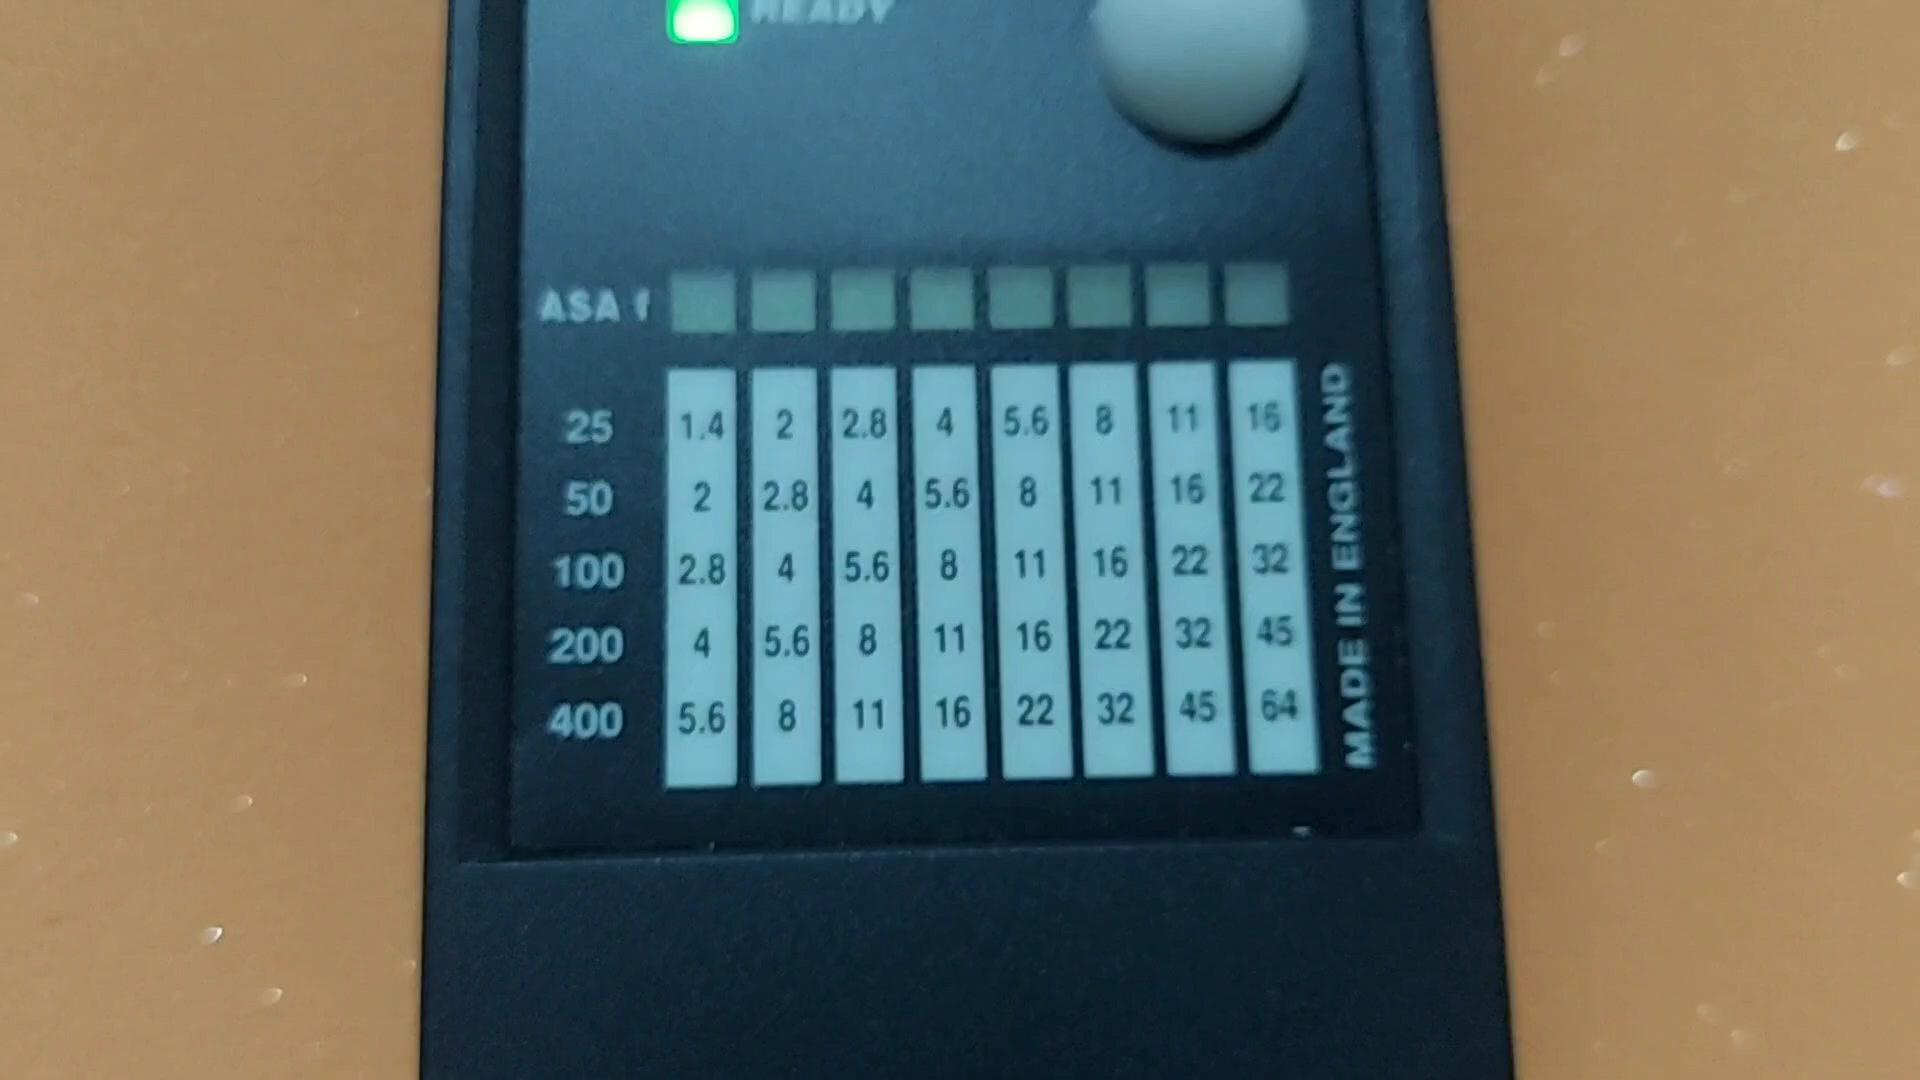 READY
ASA f
25 1.4 2 2.8 4 5.6 8 11 16
50 2 2.8 4 5.6 8 11 16 22
100 2.8 4 5.6 8 11 16 22 32
200 4 5.6 8 11 16 22 32 45
400 5.6 8 11 16 22 32 45 64
MADE IN ENGLAND